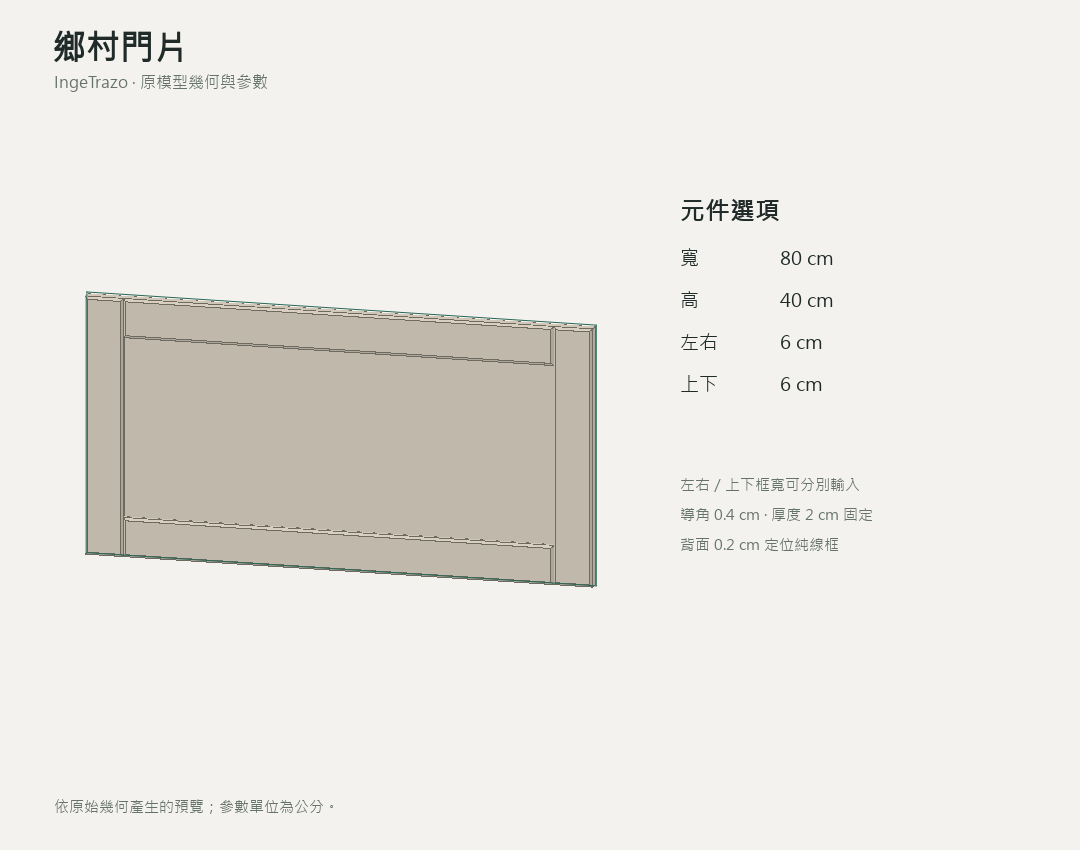 鄉村門片
IngeTrazo · 原模型幾何與參數
元件選項
寬 80 cm
高 40 cm
左右 6 cm
上下 6 cm
左右 / 上下框寬可分別輸入
導角 0.4 cm · 厚度 2 cm 固定
背面 0.2 cm 定位純線框
依原始幾何產生的預覽；參數單位為公分。